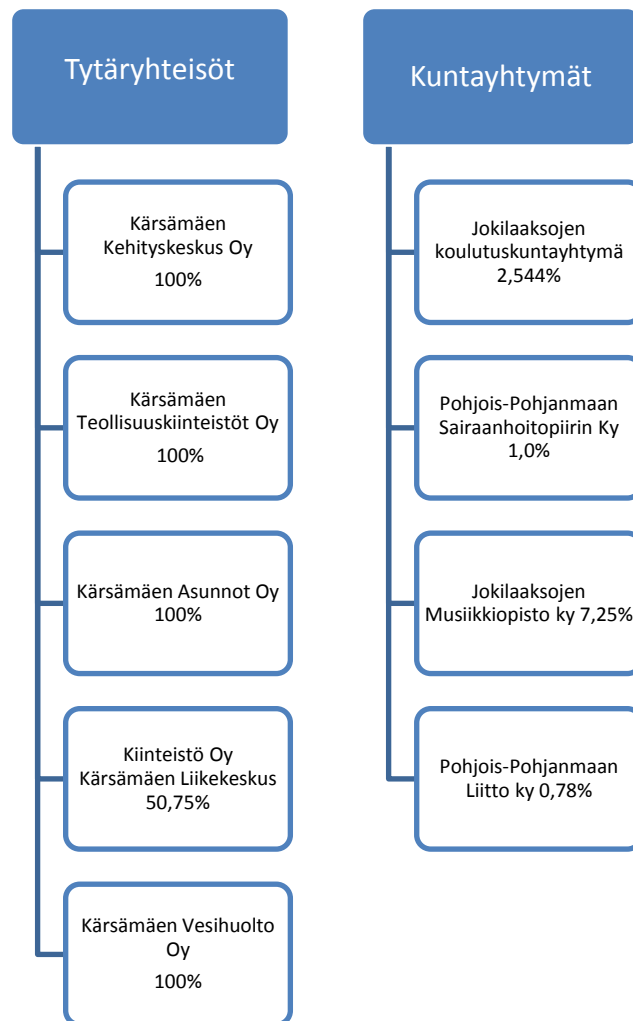 Tytäryhteisöt
Kärsämäen
Kehityskeskus Oy
100%
Kärsämäen
Teollisuuskiinteistöt Oy
100%
Kärsämäen Asunnot Oy
100%
Kiinteistö Oy
Kärsämäen Liikekeskus
50,75%
Kärsämäen Vesihuolto
Oy
100%
Kuntayhtymät
Jokilaaksojen
koulutuskuntayhtymä
2,544%
Pohjois-Pohjanmaan
Sairaanhoitopiirin Ky
1,0%
Jokilaaksojen
Musiikkiopisto ky 7,25%
Pohjois-Pohjanmaan
Liitto ky 0,78%